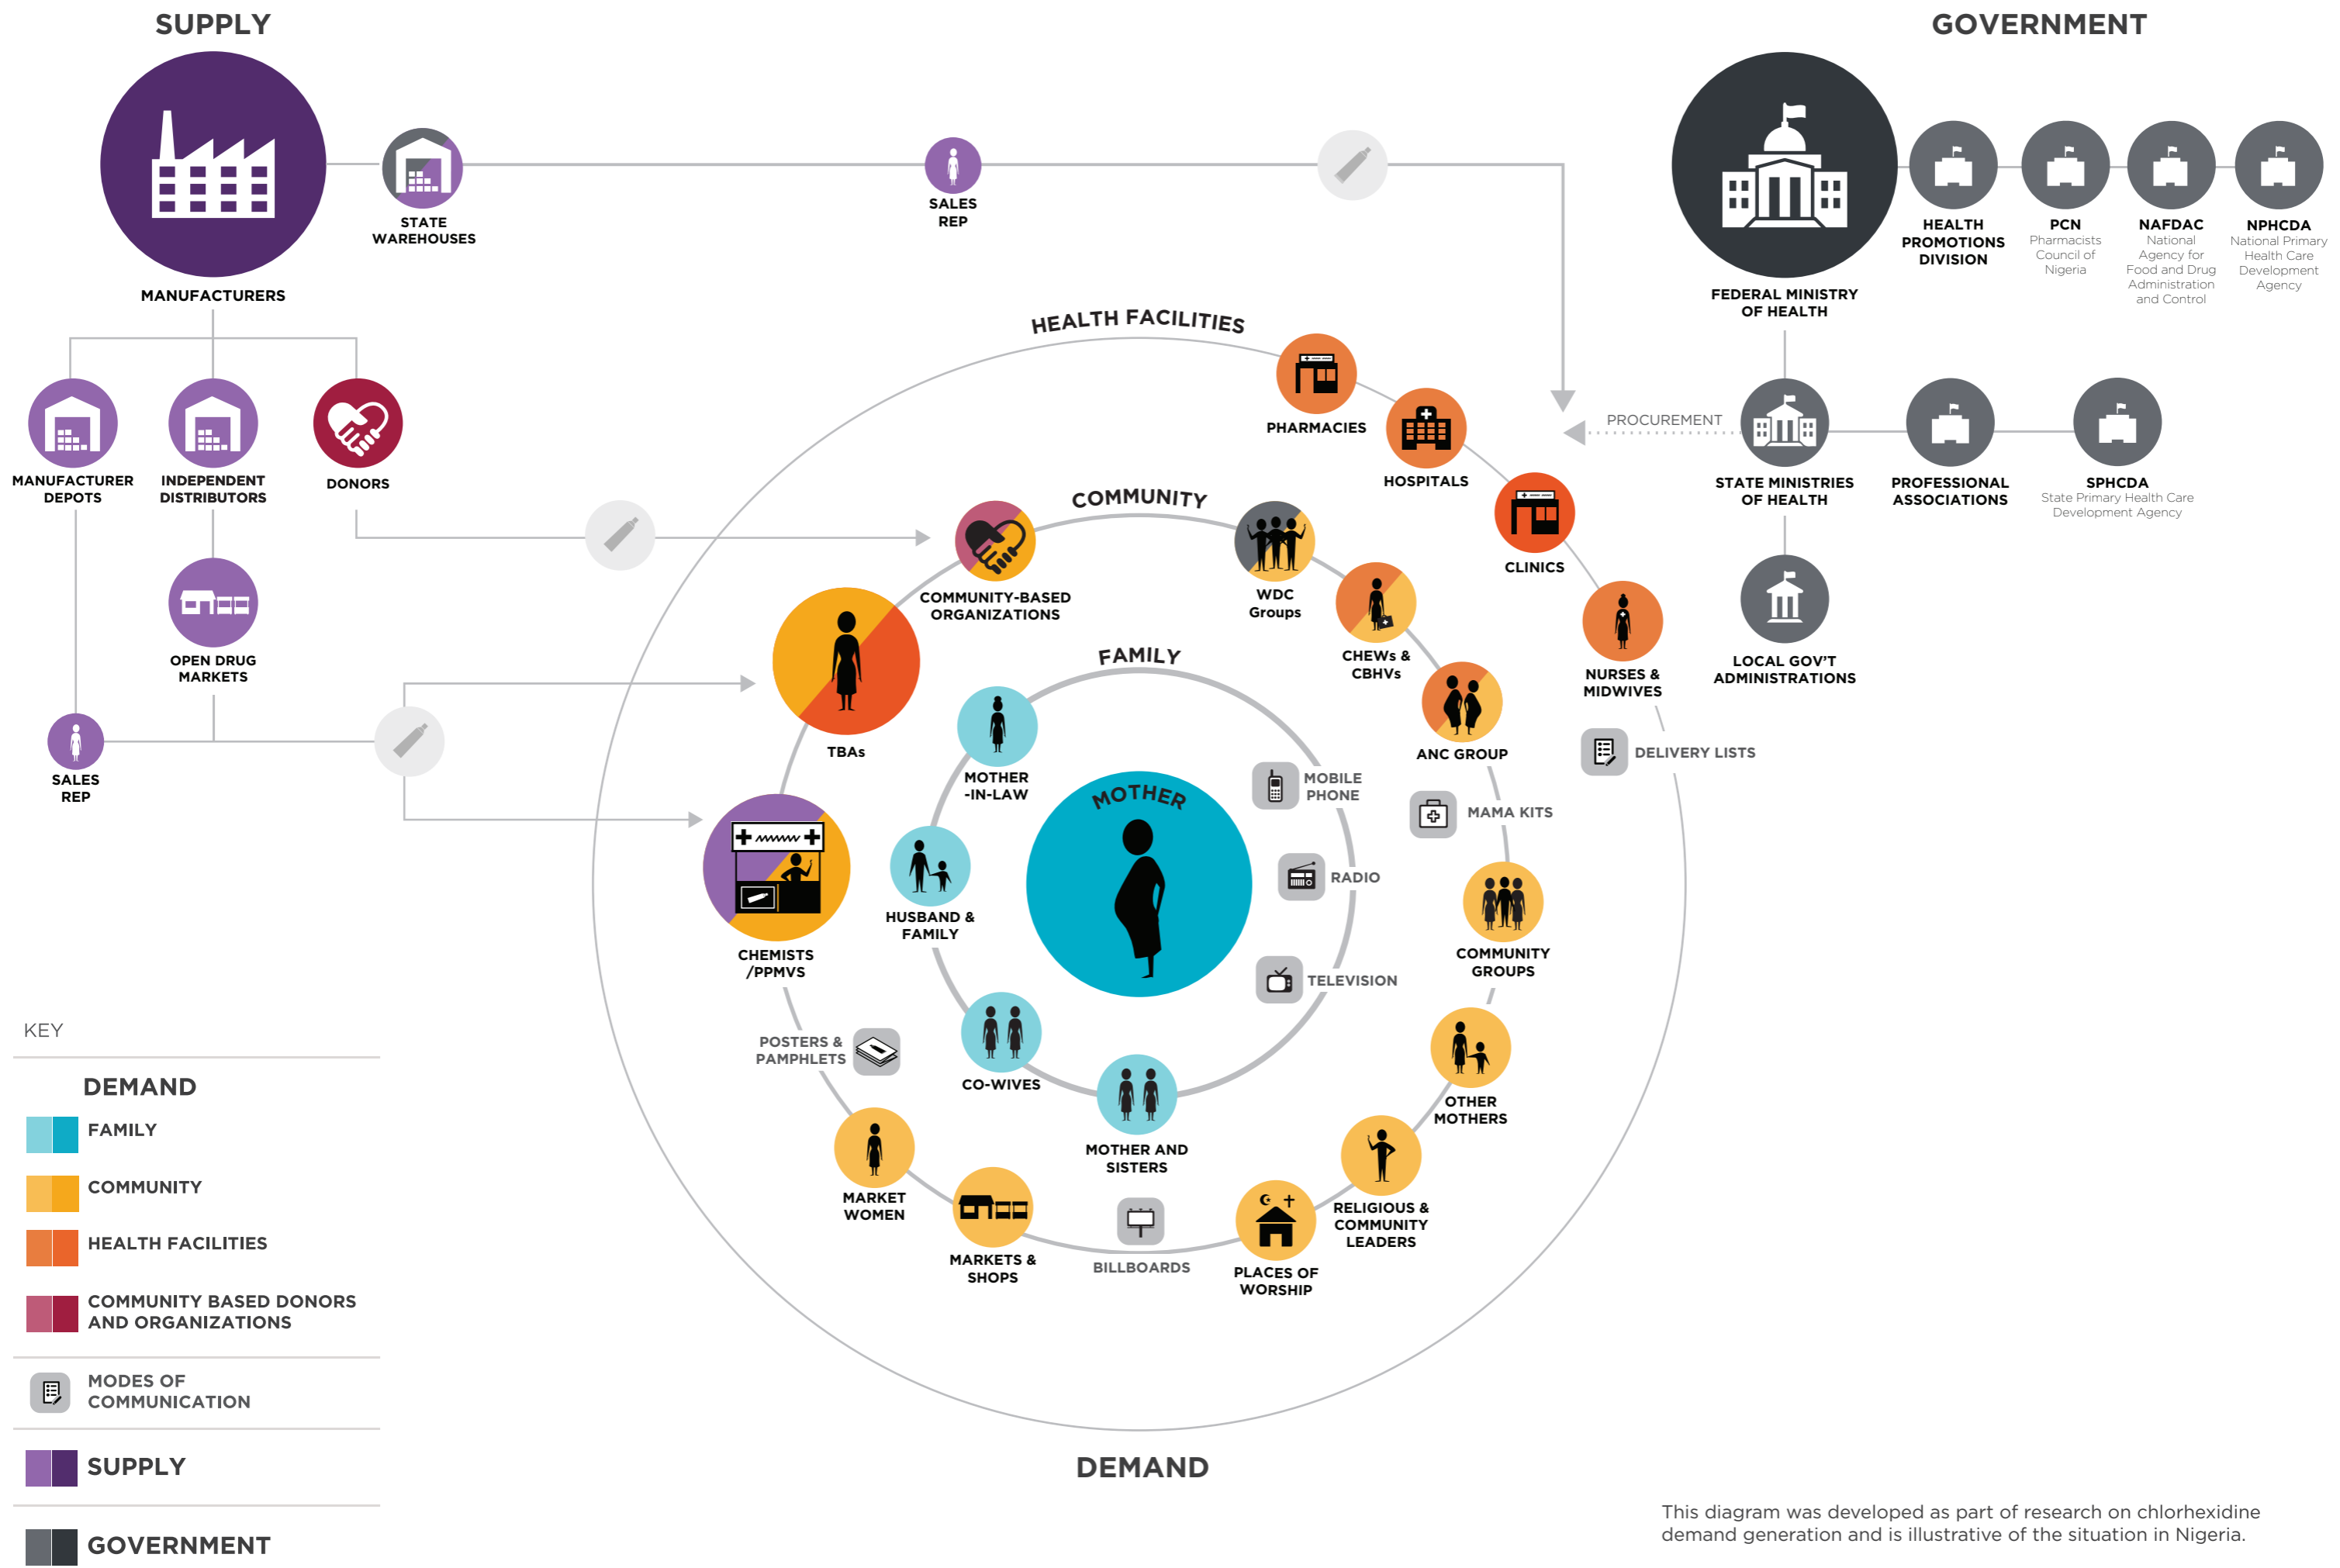 SUPPLY
GOVERNMENT
STATE
WAREHOUSES
SALES
REP
MANUFACTURERS
HEALTH
PROMOTIONS
DIVISION
PCN
Pharmacists
Council of
Nigeria
NAFDAC
National
Agency for
Food and Drug
Administration
and Control
NPHCDA
National Primary
Health Care
Development
Agency
FEDERAL MINISTRY
OF HEALTH
HEALTH FACILITIES
PHARMACIES
HOSPITALS
CLINICS
NURSES &
MIDWIVES
DELIVERY LISTS
PROCUREMENT
STATE MINISTRIES
OF HEALTH
PROFESSIONAL
ASSOCIATIONS
SPHCDA
State Primary Health Care
Development Agency
LOCAL GOV'T
ADMINISTRATIONS
MANUFACTURER
DEPOTS
INDEPENDENT
DISTRIBUTORS
DONORS
OPEN DRUG
MARKETS
SALES
REP
COMMUNITY
COMMUNITY-BASED
ORGANIZATIONS
WDC
Groups
CHEWs &
CBHVs
ANC GROUP
MAMA KITS
TBAs
CHEMISTS
/PPMVS
FAMILY
MOTHER
-IN-LAW
MOTHER
MOBILE
PHONE
RADIO
TELEVISION
HUSBAND &
FAMILY
CO-WIVES
MOTHER AND
SISTERS
COMMUNITY
GROUPS
OTHER
MOTHERS
RELIGIOUS &
COMMUNITY
LEADERS
PLACES OF
WORSHIP
BILLBOARDS
MARKETS &
SHOPS
MARKET
WOMEN
POSTERS &
PAMPHLETS
DEMAND
KEY
DEMAND
FAMILY
COMMUNITY
HEALTH FACILITIES
COMMUNITY BASED DONORS
AND ORGANIZATIONS
MODES OF
COMMUNICATION
SUPPLY
GOVERNMENT
This diagram was developed as part of research on chlorhexidine
demand generation and is illustrative of the situation in Nigeria.